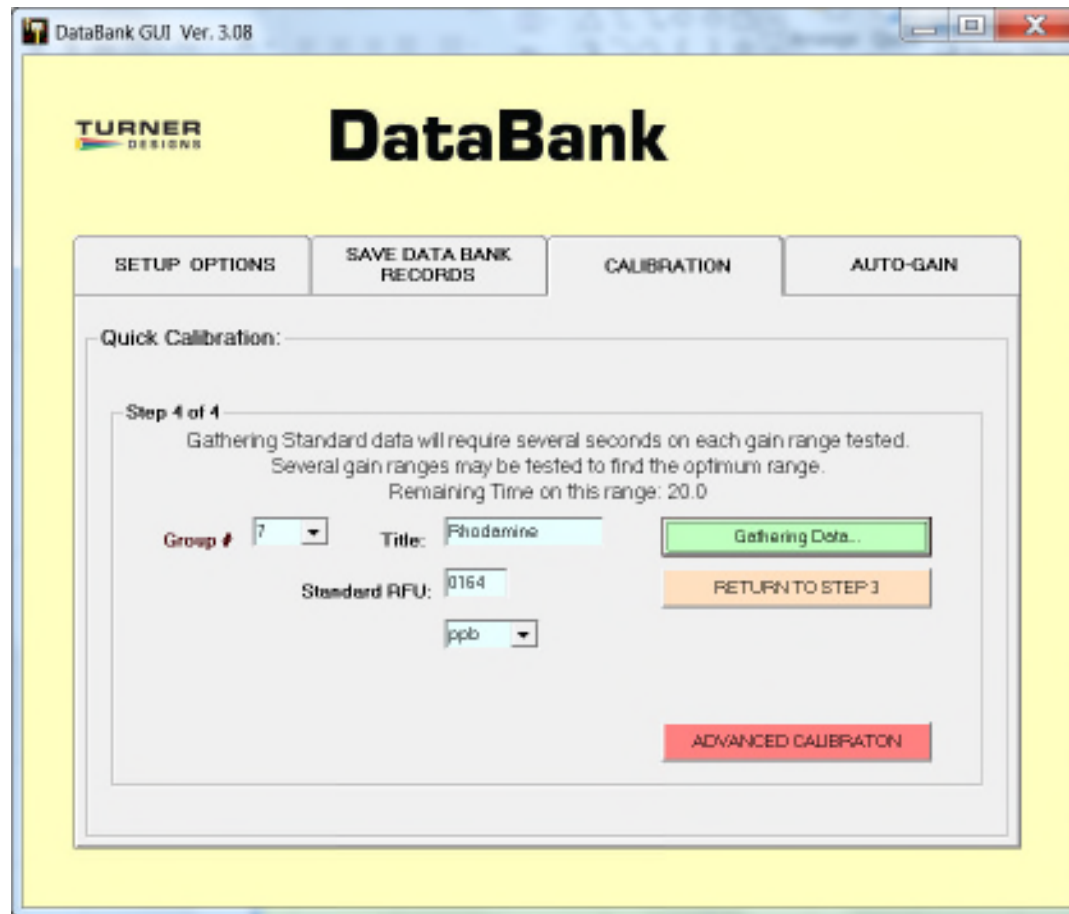 DataBank GUI Ver. 3.08
TURNER
DESIGNS
DataBank
SETUP OPTIONS
SAVE DATA BANK
RECORDS
CALIBRATION
AUTO-GAIN
Quick Calibration:
Step 4 of 4
Gathering Standard data will require several seconds on each gain range tested.
Several gain ranges may be tested to find the optimum range.
Remaining Time on this range: 20.0
Group # 7 Title: Rhodamine Gathering Data...
Standard RFU: 0164 RETURN TO STEP 3
ppb
ADVANCED CALIBRATON